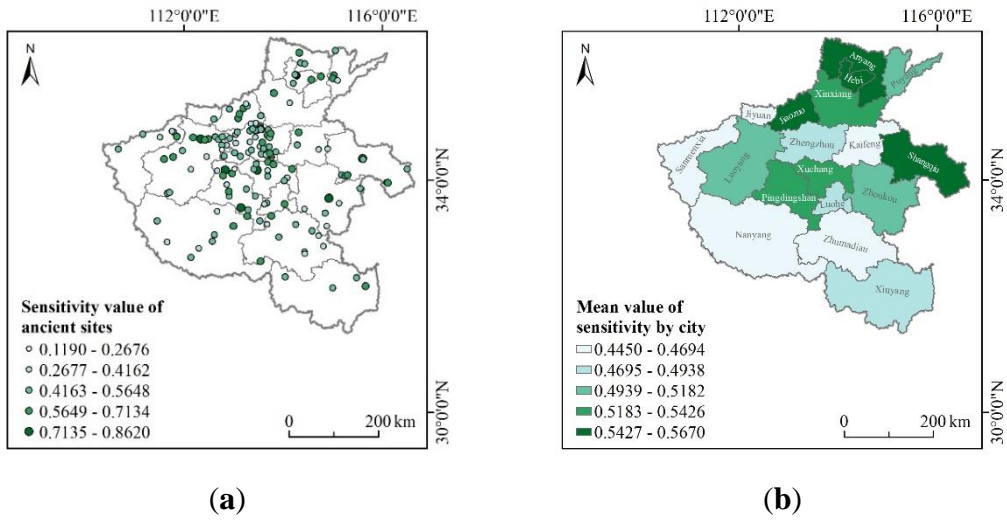 112°0'0"E 116°0'0"E
N
34°0'0"N
30°0'0"N
Sensitivity value of
ancient sites
0.1190 - 0.2676
0.2677 - 0.4162
0.4163 - 0.5648
0.5649 - 0.7134
0.7135 - 0.8620
0 200 km
(a)
112°0'0"E 116°0'0"E
N
Anyang
Hebi
Puyang
Xinxiang
Jiaozuo
Jiyuan
Zhengzhou
Kaifeng
Sanmenxia
Luoyang
Shangqiu
Xuchang
Pingdingshan
Luohe
Zhoukou
Nanyang
Zhumadian
Xinyang
34°0'0"N
30°0'0"N
Mean value of
sensitivity by city
0.4450 - 0.4694
0.4695 - 0.4938
0.4939 - 0.5182
0.5183 - 0.5426
0.5427 - 0.5670
0 200 km
(b)